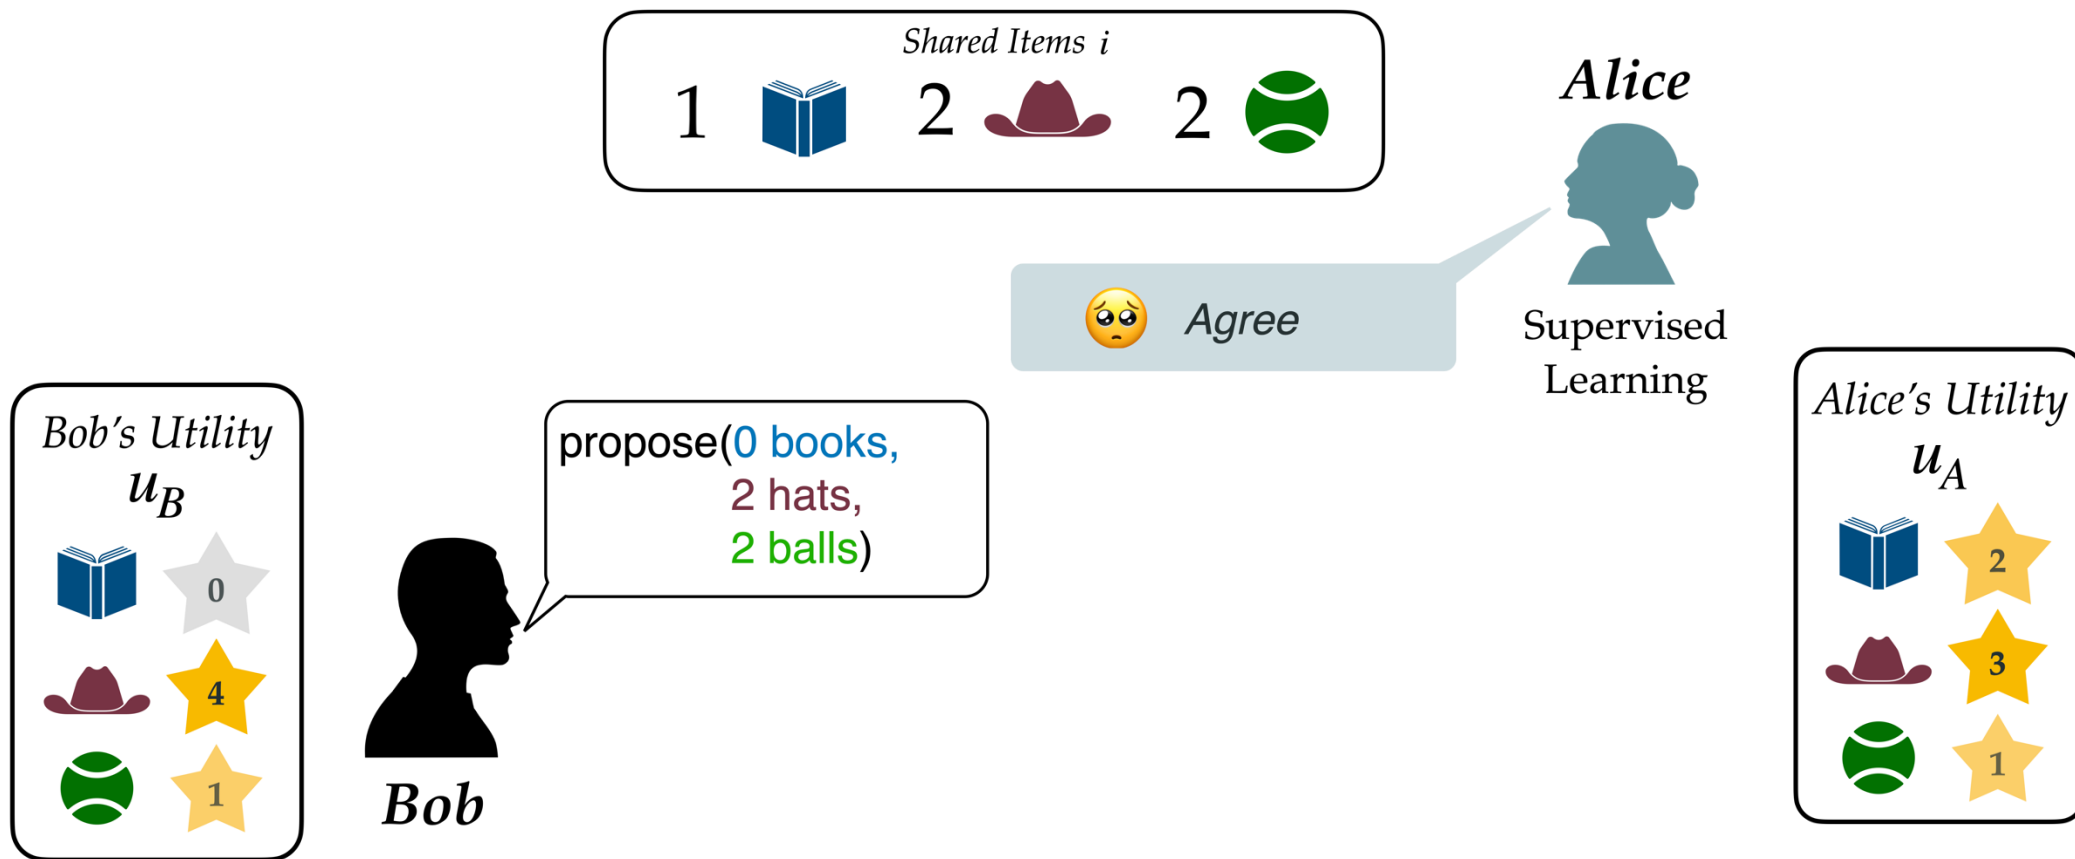 Shared Items i
1 2 2
Alice
Agree
Supervised
Learning
Bob's Utility
u_B
0
4
1
propose(0 books,
2 hats,
2 balls)
Bob
Alice's Utility
u_A
2
3
1